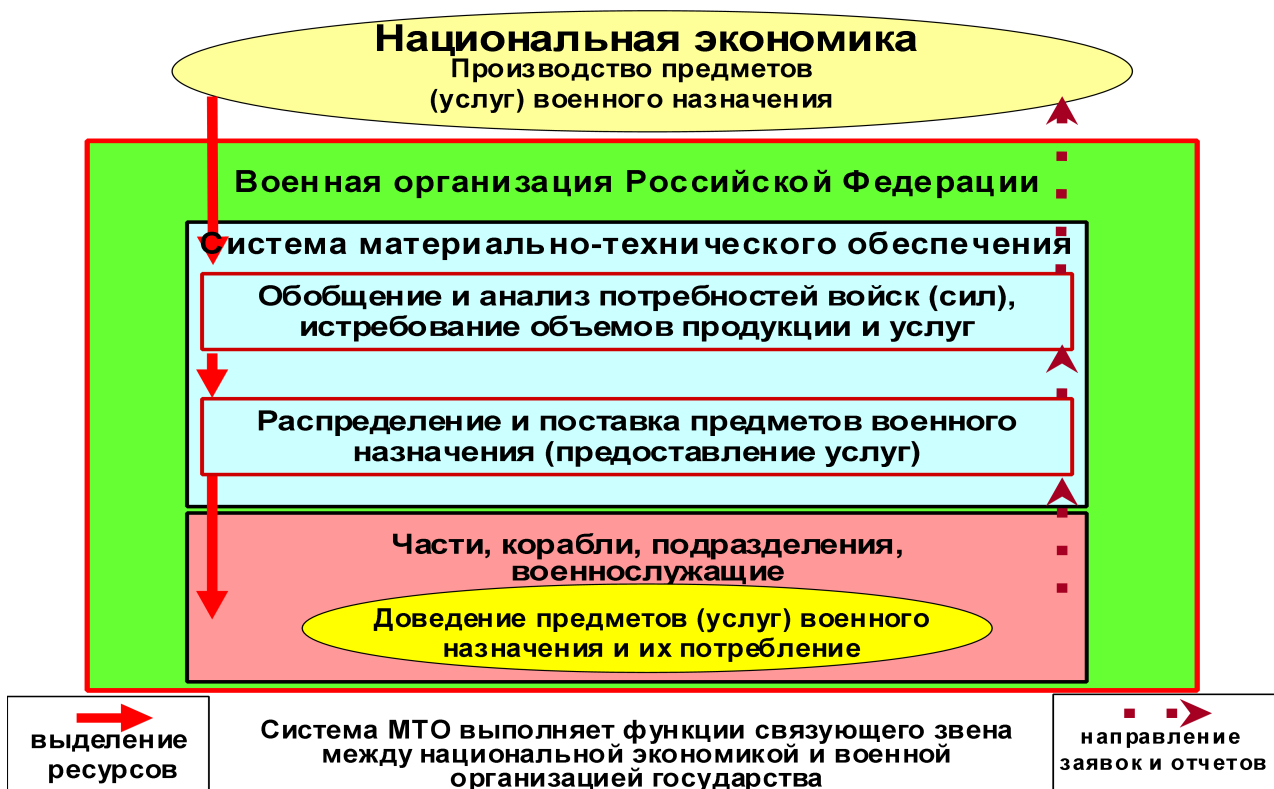 Национальная экономика
Производство предметов
(услуг) военного назначения
Военная организация Российской Федерации
Система материально-технического обеспечения
Обобщение и анализ потребностей войск (сил),
истребование объемов продукции и услуг
Распределение и поставка предметов военного
назначения (предоставление услуг)
Части, корабли, подразделения,
военнослужащие
Доведение предметов (услуг) военного
назначения и их потребление
выделение
ресурсов
Система МТО выполняет функции связующего звена
между национальной экономикой и военной
организацией государства
направление
заявок и отчетов